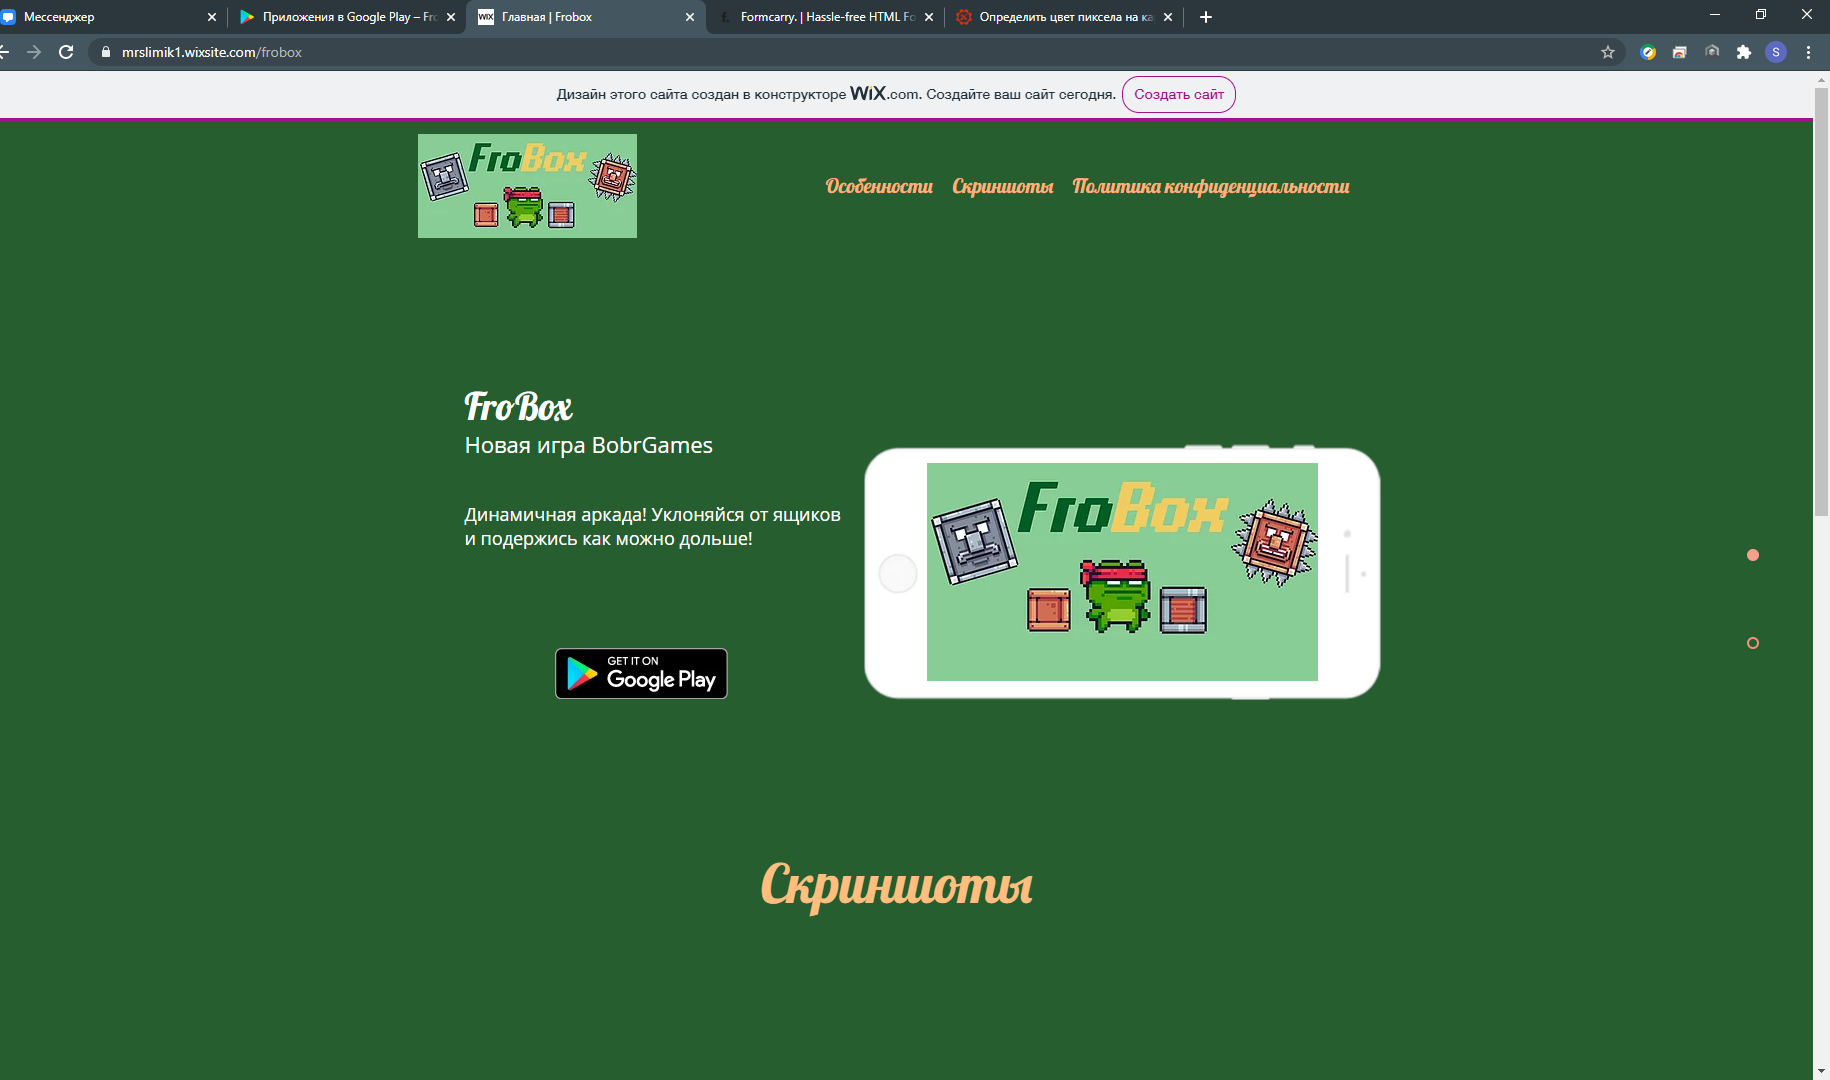 Мессенджер
Приложения в Google Play – Fro
Главная | Frobox
Formcarry. | Hassle-free HTML Fo
Определить цвет пиксела на ка
mrslimik1.wixsite.com/frobox
S
Дизайн этого сайта создан в конструкторе WiX.com. Создайте ваш сайт сегодня.
Создать сайт
FroBox
Особенности
Скриншоты
Политика конфиденциальности
FroBox
Новая игра BobrGames
Динамичная аркада! Уклоняйся от ящиков
и подержись как можно дольше!
GET IT ON
Google Play
FroBox
Скриншоты